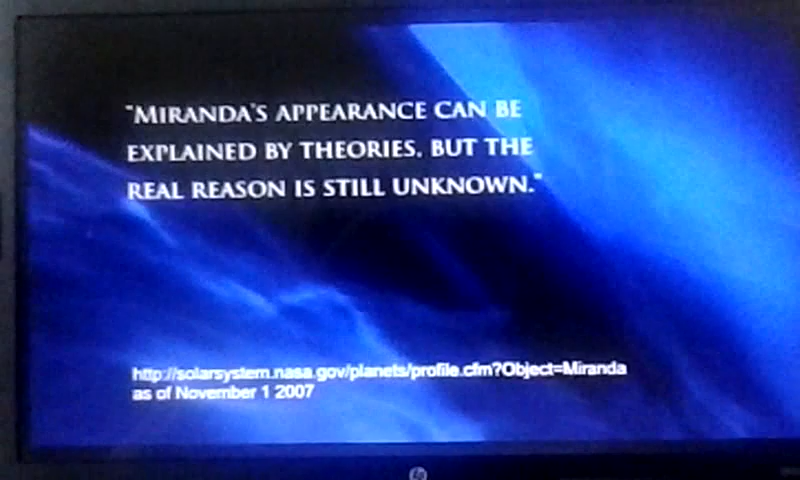 "MIRANDA'S APPEARANCE CAN BE
EXPLAINED BY THEORIES, BUT THE
REAL REASON IS STILL UNKNOWN."
http://solarsystem.nasa.gov/planets/profile.cfm?Object=Miranda
as of November 1 2007
hp